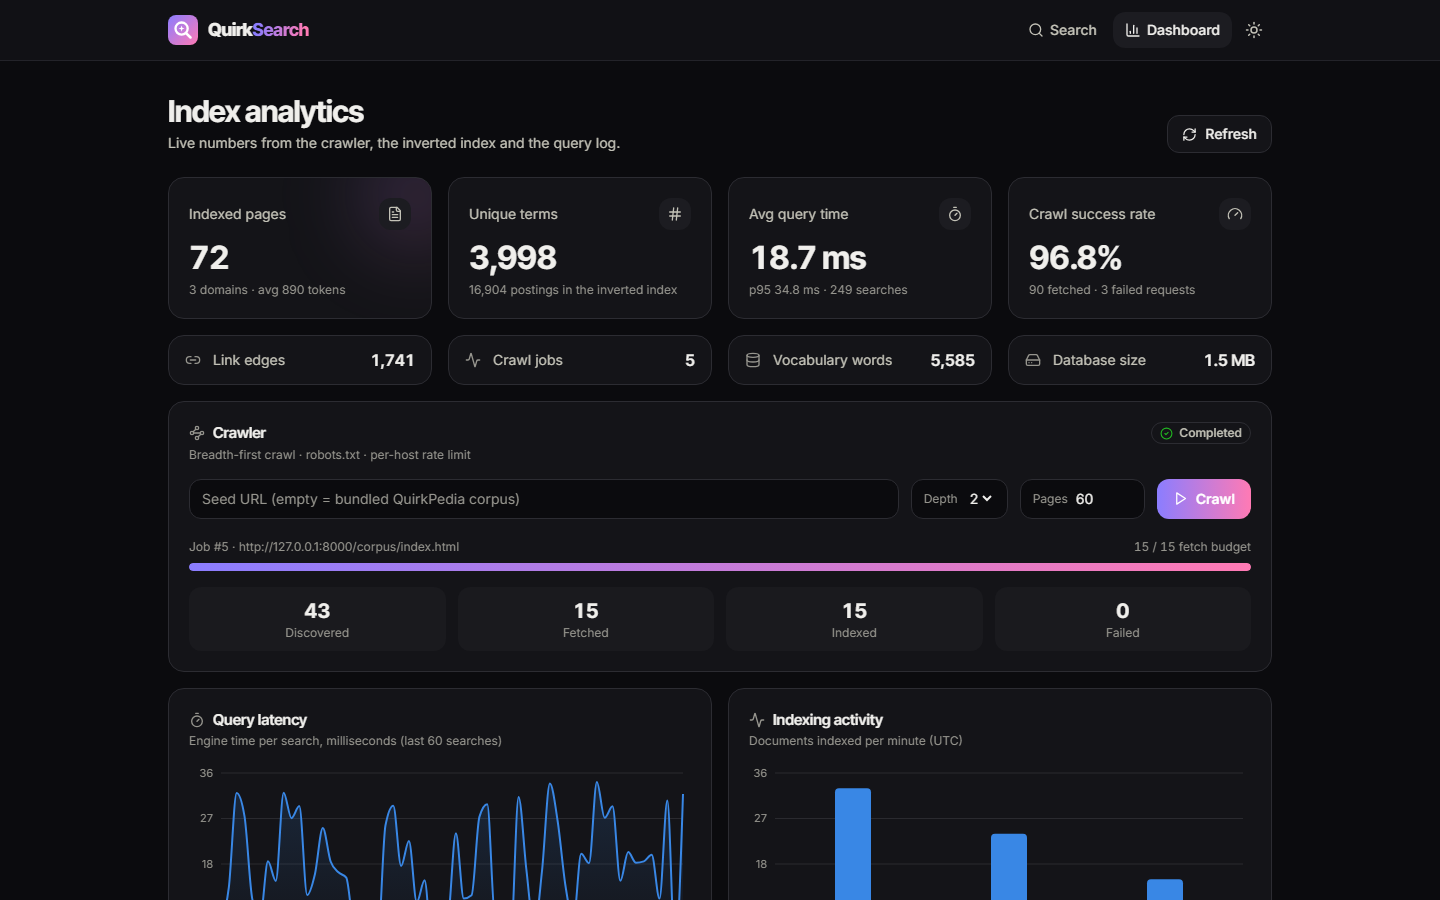 QuirkSearch
Search
Dashboard
Index analytics
Live numbers from the crawler, the inverted index and the query log.
Refresh
Indexed pages
72
3 domains · avg 890 tokens
Unique terms
3,998
16,904 postings in the inverted index
Avg query time
18.7 ms
p95 34.8 ms · 249 searches
Crawl success rate
96.8%
90 fetched · 3 failed requests
Link edges 1,741
Crawl jobs 5
Vocabulary words 5,585
Database size 1.5 MB
Crawler
Completed
Breadth-first crawl · robots.txt · per-host rate limit
Seed URL (empty = bundled QuirkPedia corpus)
Depth 2
Pages 60
Crawl
Job #5 · http://127.0.0.1:8000/corpus/index.html
15 / 15 fetch budget
43
Discovered
15
Fetched
15
Indexed
0
Failed
Query latency
Engine time per search, milliseconds (last 60 searches)
36
27
18
Indexing activity
Documents indexed per minute (UTC)
36
27
18